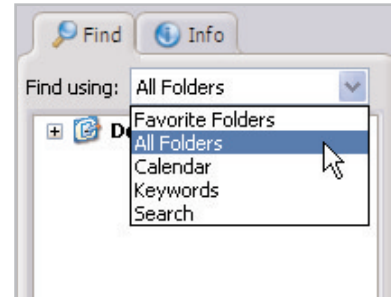 Find Info
Find using: All Folders
Favorite Folders
All Folders
Calendar
Keywords
Search